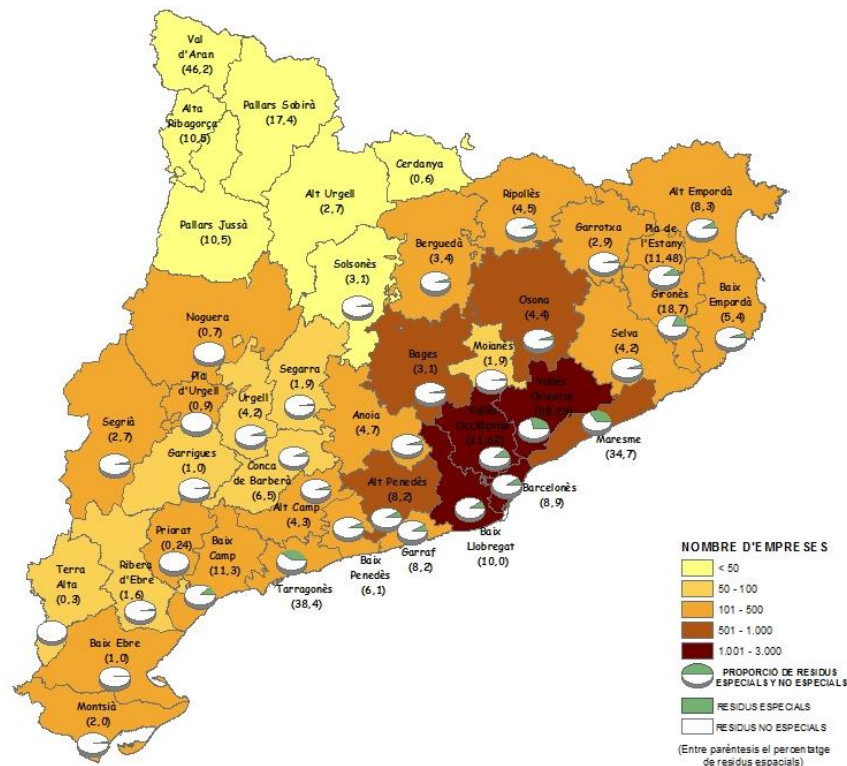 Val
d'Aran
(46,2)
Alta
Ribagorça
(10,5)
Pallars Sobirà
(17,4)
Cerdanya
(0,6)
Alt Urgell
(2,7)
Pallars Jussà
(10,5)
Ripollès
(4,5)
Alt Empordà
(8,3)
Garrotxa
(2,9)
Pla de
l'Estany
(11,48)
Berguedà
(3,4)
Solsonès
(3,1)
Gironès
(18,7)
Baix
Empordà
(5,4)
Osona
(4,4)
Noguera
(0,7)
Selva
(4,2)
Moianès
(1,9)
Bages
(3,1)
Segarra
(1,9)
Pla
d'Urgell
(0,9)
Urgell
(4,2)
Vallès
Oriental
(28,23)
Segrià
(2,7)
Anoia
(4,7)
Vallès
Occidental
(11,62)
Maresme
(34,7)
Garrigues
(1,0)
Conca
de Barberà
(6,5)
Alt Penedès
(8,2)
Barcelonès
(8,9)
Alt Camp
(4,3)
Baix
Llobregat
(10,0)
Priorat
(0,24)
Baix
Camp
(11,3)
Garraf
(8,2)
Baix
Penedès
(6,1)
Tarragonès
(38,4)
Terra
Alta
(0,3)
Ribera
d'Ebre
(1,6)
Baix Ebre
(1,0)
Montsià
(2,0)
NOMBRE D'EMPRESES
< 50
50 - 100
101 - 500
501 - 1.000
1.001 - 3.000
PROPORCIÓ DE RESIDUS
ESPECIALS Y NO ESPECIALS
RESIDUS ESPECIALS
RESIDUS NO ESPECIALS
(Entre parèntesis el percentatge
de residus espacials)